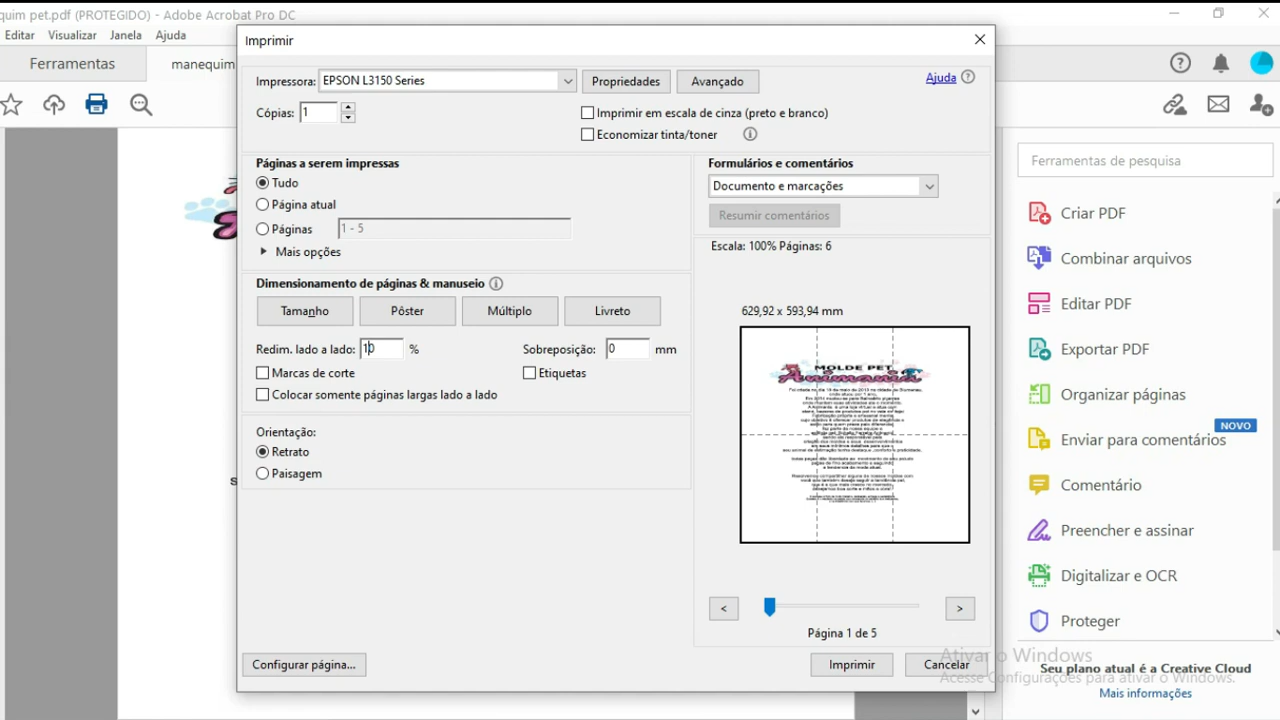 quim pet.pdf (PROTEGIDO) - Adobe Acrobat Pro DC
Editar Visualizar Janela Ajuda
Ferramentas manequim
Imprimir
Impressora: EPSON L3150 Series Propriedades Avançado Ajuda
Cópias: 1
Imprimir em escala de cinza (preto e branco)
Economizar tinta/toner
Páginas a serem impressas
Tudo
Página atual
Páginas 1 - 5
Mais opções
Formulários e comentários
Documento e marcações
Resumir comentários
Escala: 100% Páginas: 6
Dimensionamento de páginas & manuseio
Tamanho Pôster Múltiplo Livreto
Redim. lado a lado: 10 % Sobreposição: 0 mm
Marcas de corte Etiquetas
Colocar somente páginas largas lado a lado
Orientação:
Retrato
Paisagem
629,92 x 593,94 mm
MOLDE PET
Animania
< >
Página 1 de 5
Configurar página... Imprimir Cancelar
Ferramentas de pesquisa
Criar PDF
Combinar arquivos
Editar PDF
Exportar PDF
Organizar páginas
NOVO
Enviar para comentários
Comentário
Preencher e assinar
Digitalizar e OCR
Proteger
Ativar o Windows
Acesse Configurações para ativar o Windows.
Seu plano atual é a Creative Cloud
Mais informações